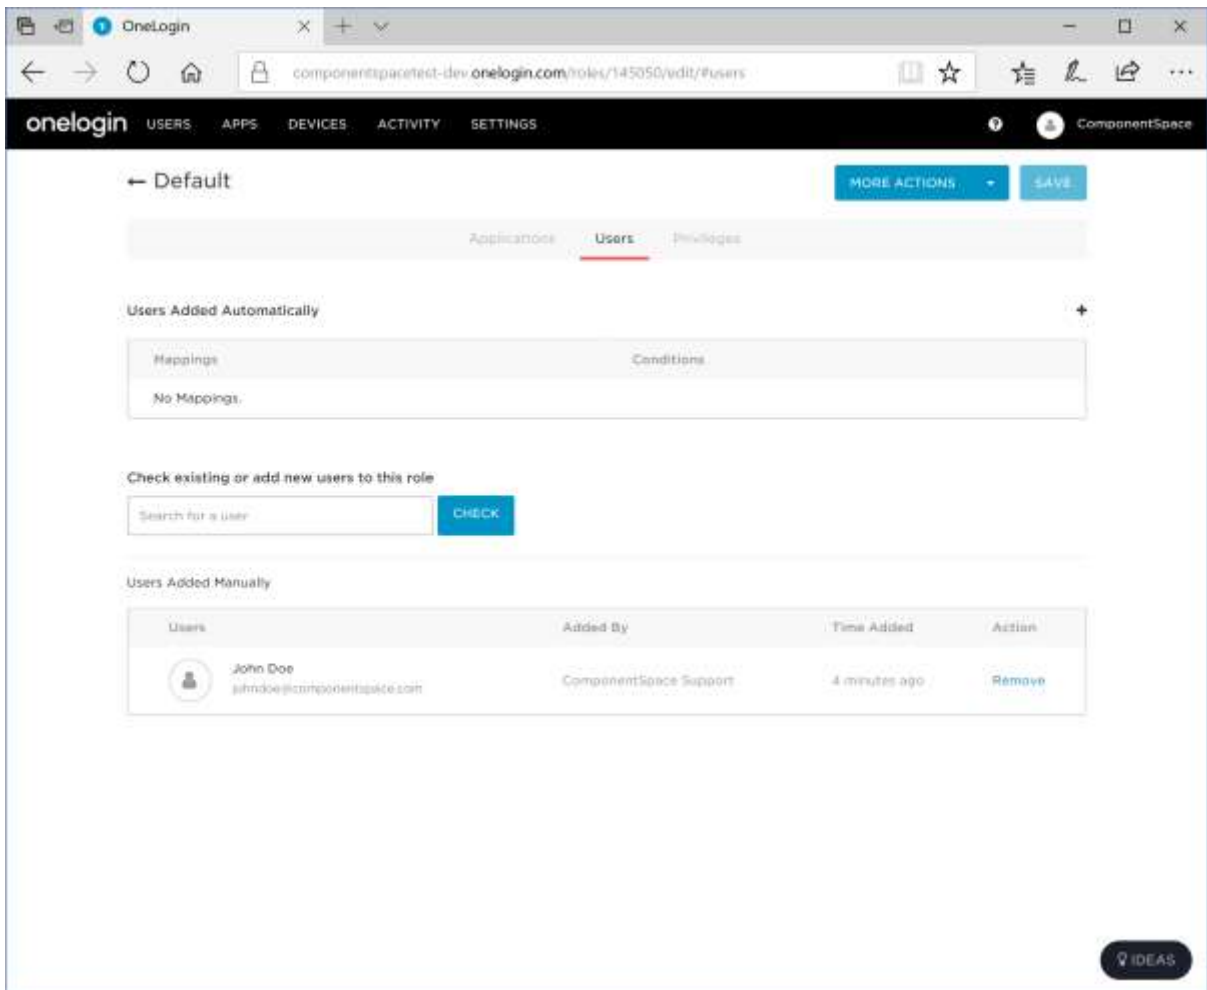 OneLogin
componentspacetest-dev.onelogin.com/roles/145050/edit/#users
onelogin USERS APPS DEVICES ACTIVITY SETTINGS ? ComponentSpace
← Default MORE ACTIONS SAVE
Applications Users Privileges
Users Added Automatically +
Mappings Conditions
No Mappings.
Check existing or add new users to this role
Search for a user CHECK
Users Added Manually
Users Added By Time Added Action
John Doe
johndoe@componentspace.com ComponentSpace Support 4 minutes ago Remove
IDEAS